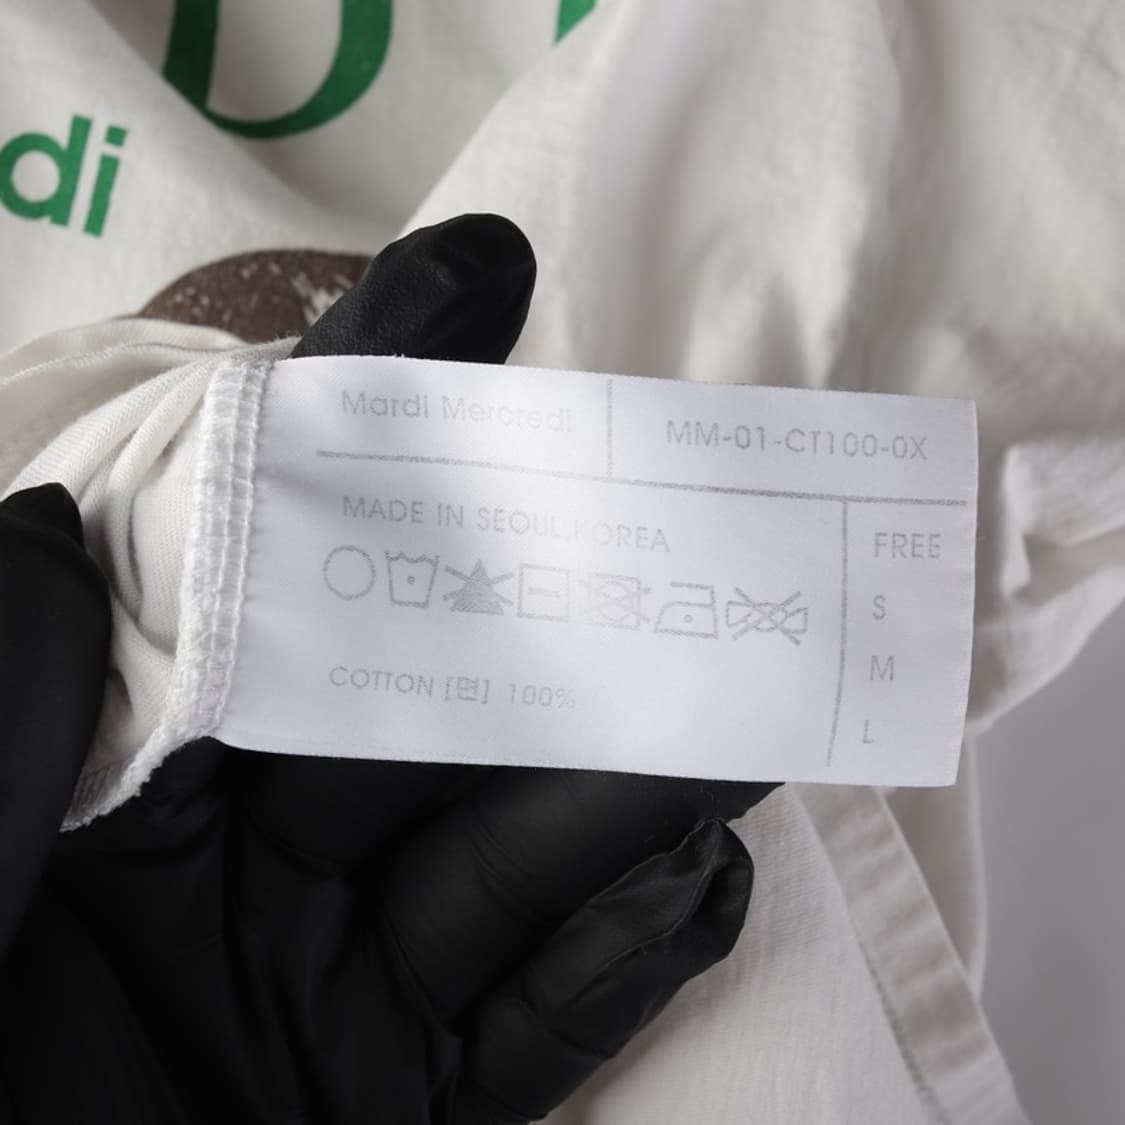 di
Mardi Mercredi
MM-01-CT100-0X
MADE IN SEOUL,KOREA
COTTON [면] 100%
FREE
S
M
L